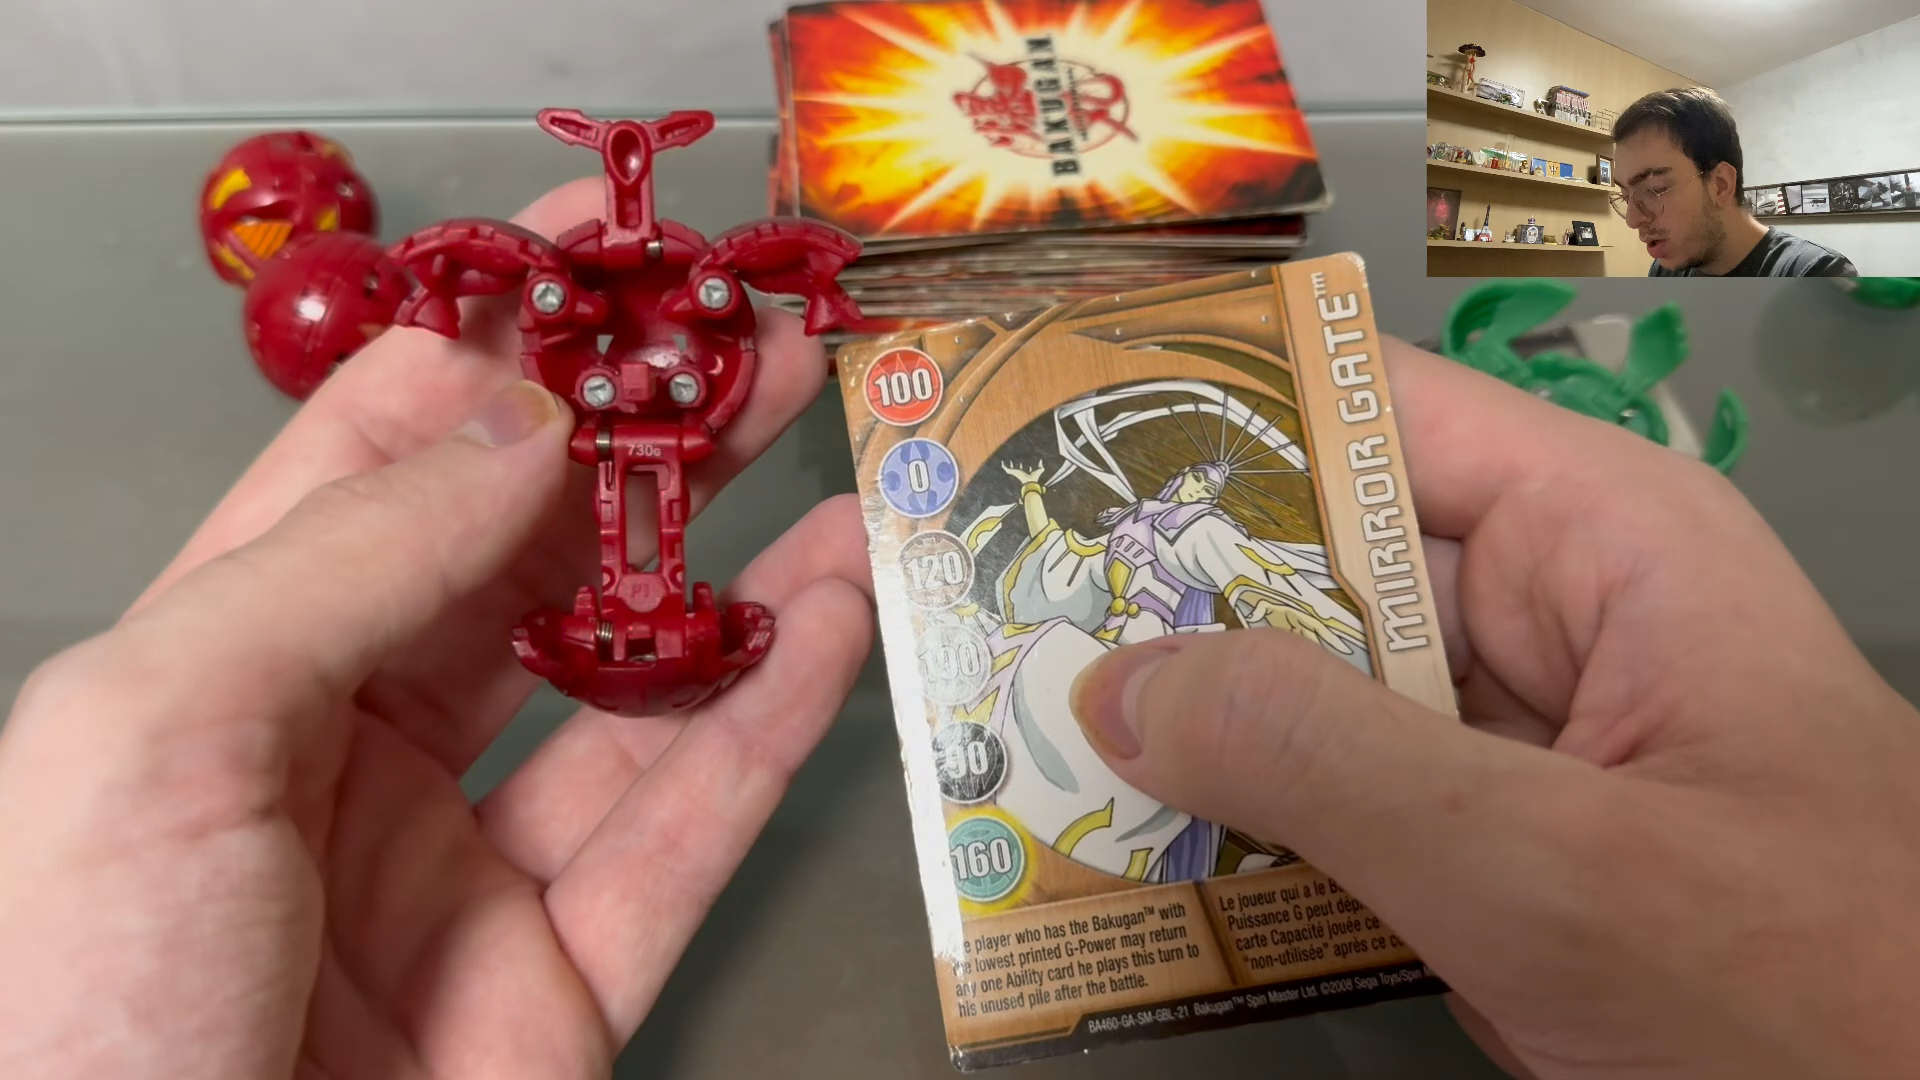 BAKUGAN
730G
P1
MIRROR GATE™
100
0
120
100
90
160
e player who has the Bakugan™ with
lowest printed G-Power may return
any one Ability card he plays this turn to
his unused pile after the battle.
Le joueur qui a le B
Puissance G peut dép
carte Capacité jouée ce
"non-utilisée" après ce
BA460-GA-SM-GBL-21 Bakugan™ Spin Master Ltd. ©2008 Sega Toys/Spin M